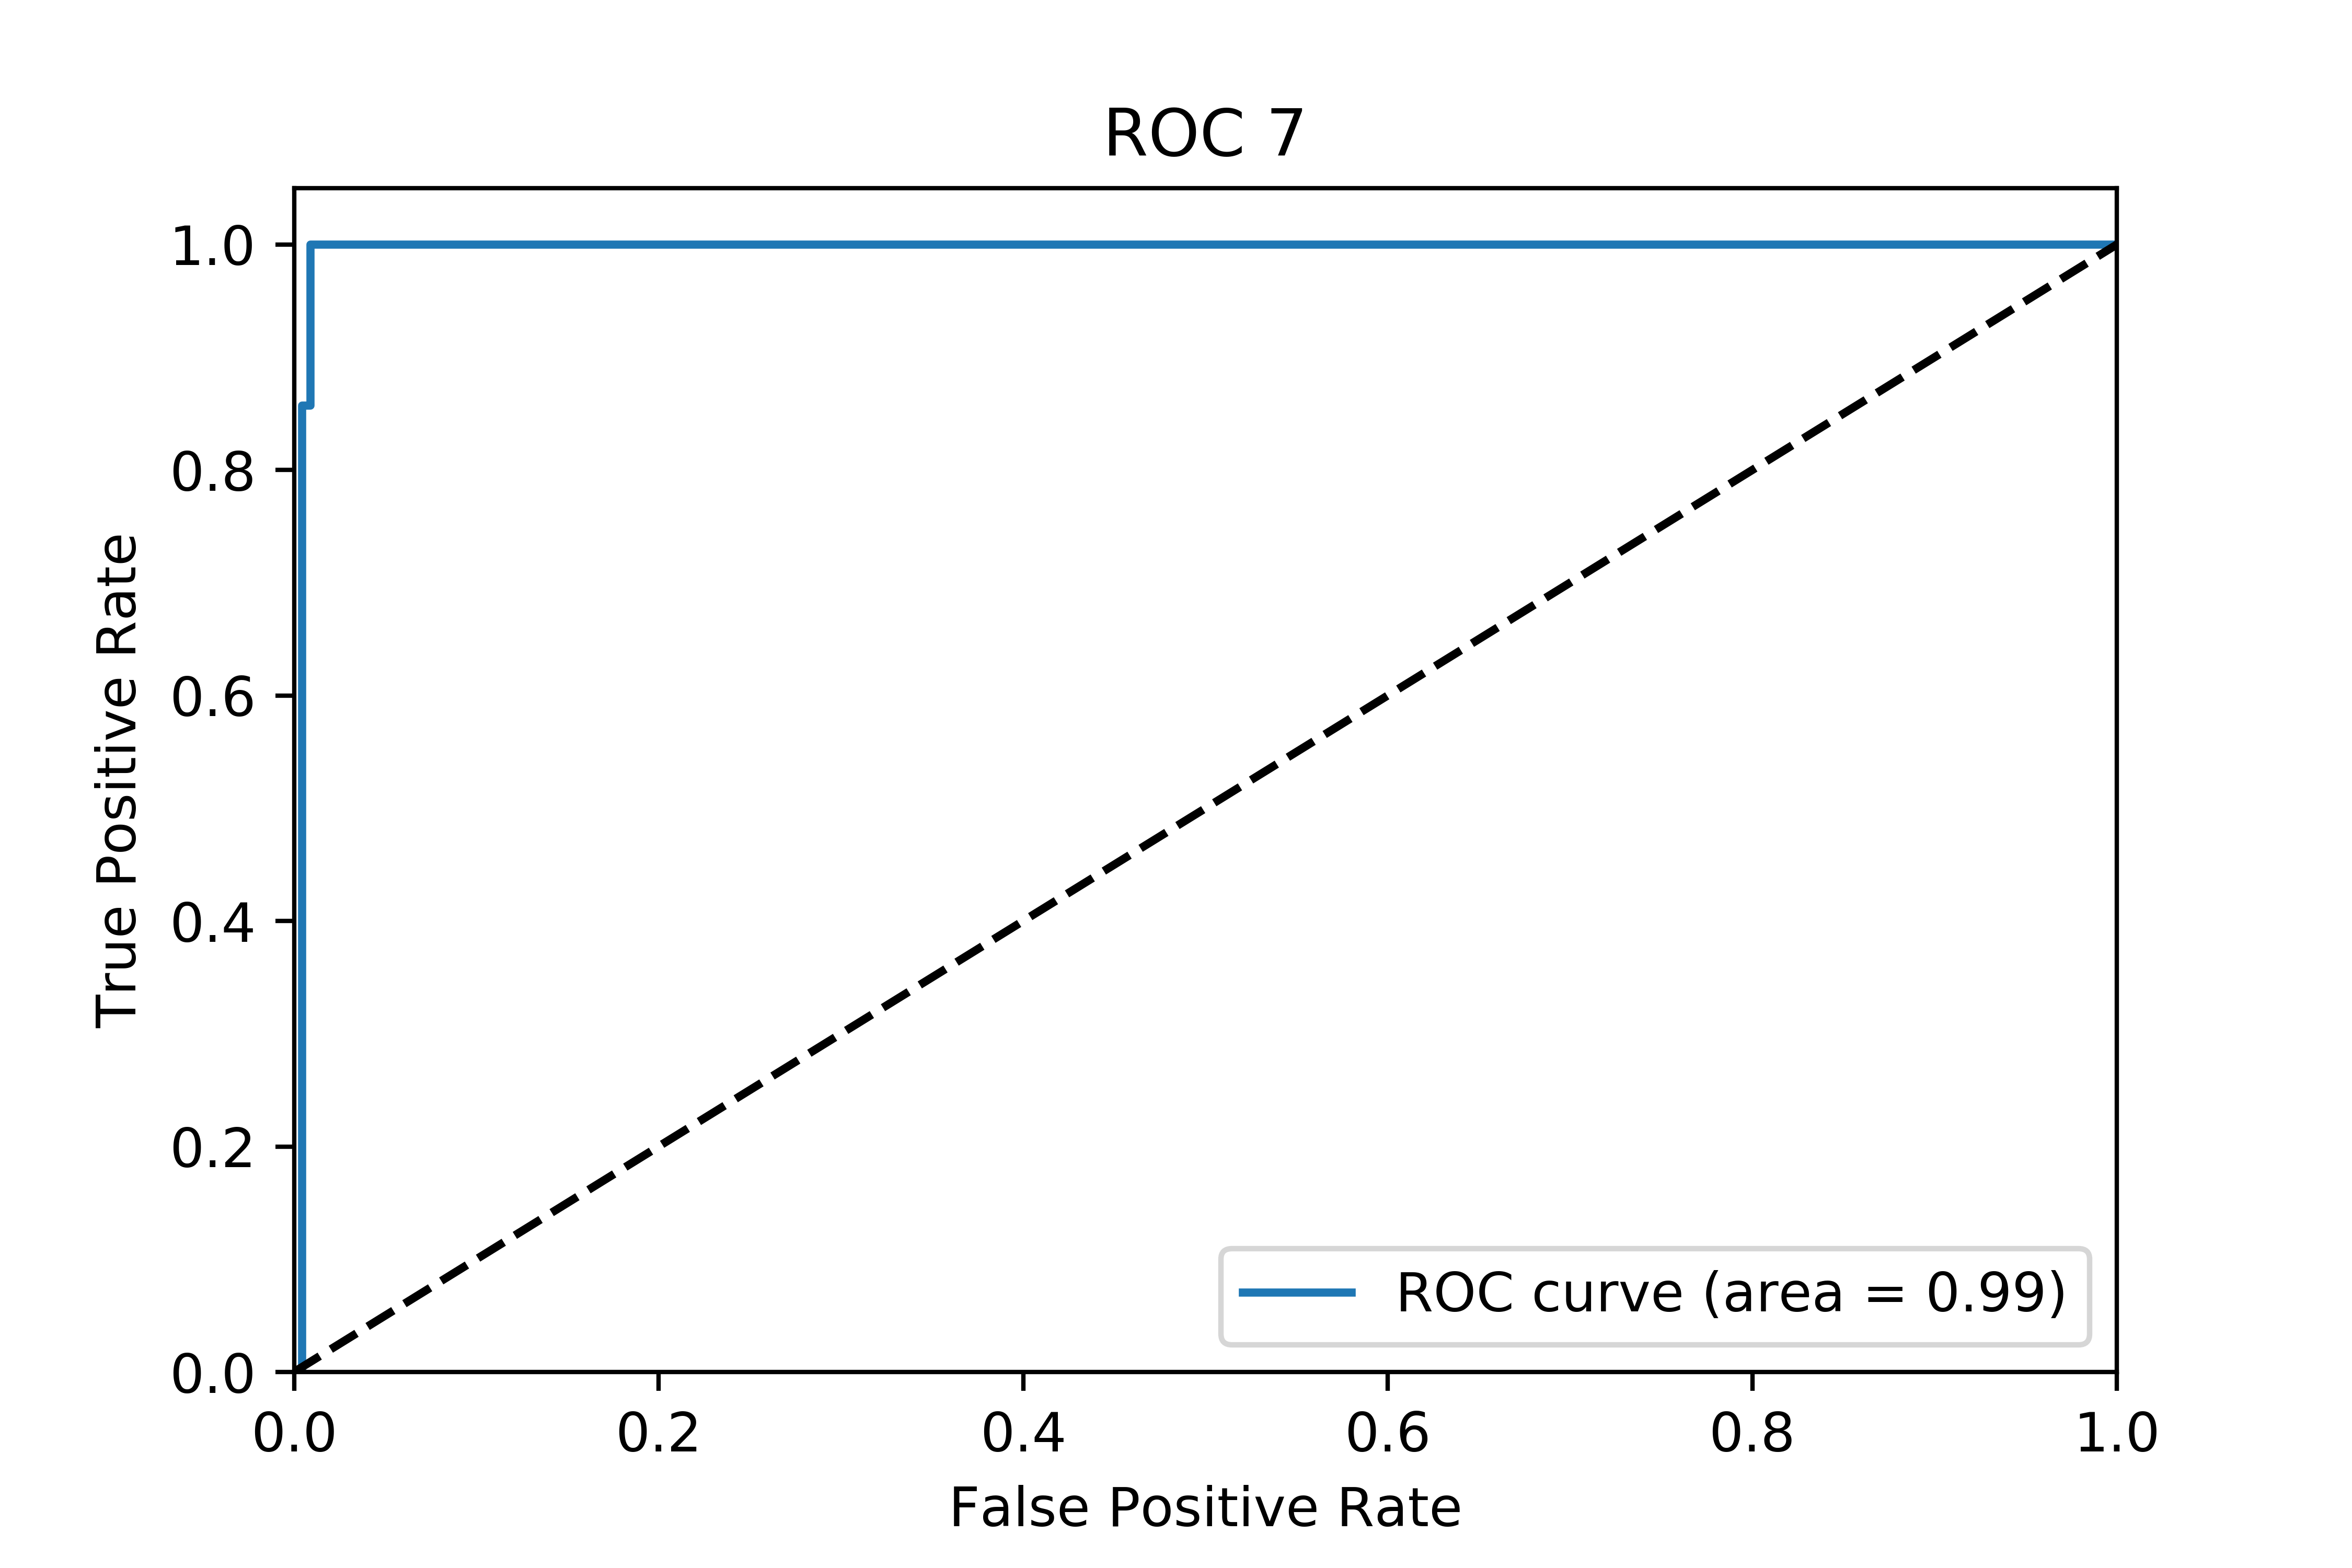 ROC 7
True Positive Rate
1.0
0.8
0.6
0.4
0.2
0.0
ROC curve (area = 0.99)
0.0 0.2 0.4 0.6 0.8 1.0
False Positive Rate